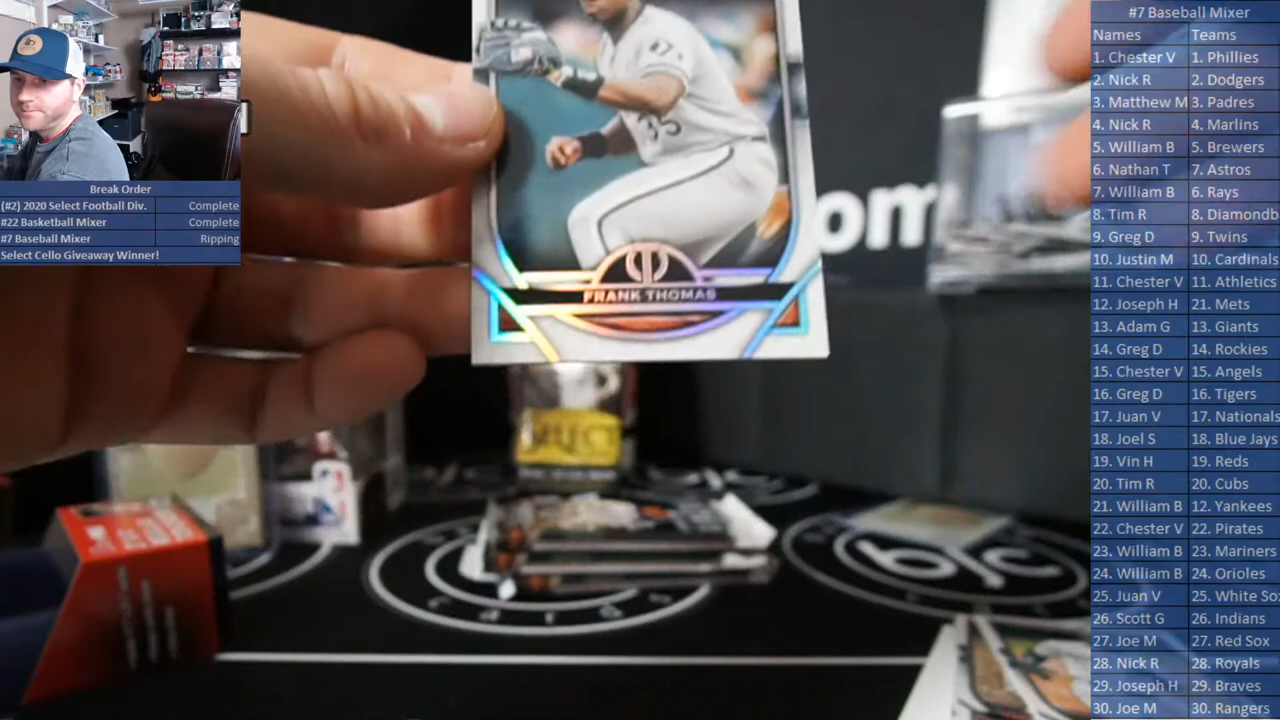 Break Order
(#2) 2020 Select Football Div. Complete
#22 Basketball Mixer Complete
#7 Baseball Mixer Ripping
Select Cello Giveaway Winner!
35
FRANK THOMAS
om
bjc
cards
#7 Baseball Mixer
Names Teams
1. Chester V 1. Phillies
2. Nick R 2. Dodgers
3. Matthew M 3. Padres
4. Nick R 4. Marlins
5. William B 5. Brewers
6. Nathan T 7. Astros
7. William B 6. Rays
8. Tim R 8. Diamondb
9. Greg D 9. Twins
10. Justin M 10. Cardinals
11. Chester V 11. Athletics
12. Joseph H 21. Mets
13. Adam G 13. Giants
14. Greg D 14. Rockies
15. Chester V 15. Angels
16. Greg D 16. Tigers
17. Juan V 17. Nationals
18. Joel S 18. Blue Jays
19. Vin H 19. Reds
20. Tim R 20. Cubs
21. William B 12. Yankees
22. Chester V 22. Pirates
23. William B 23. Mariners
24. William B 24. Orioles
25. Juan V 25. White Sox
26. Scott G 26. Indians
27. Joe M 27. Red Sox
28. Nick R 28. Royals
29. Joseph H 29. Braves
30. Joe M 30. Rangers